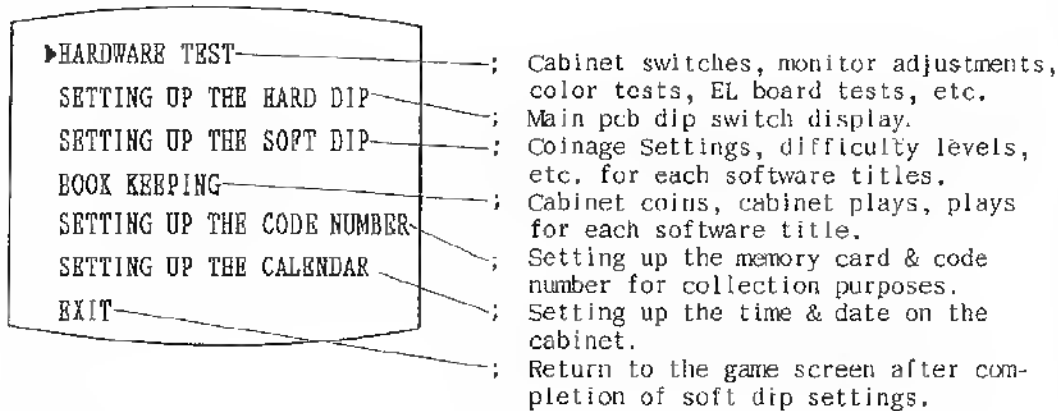 ▶HARDWARE TEST
SETTING UP THE HARD DIP
SETTING UP THE SOFT DIP
BOOK KEEPING
SETTING UP THE CODE NUMBER
SETTING UP THE CALENDAR
EXIT
; Cabinet switches, monitor adjustments,
color tests, EL board tests, etc.
; Main pcb dip switch display.
; Coinage Settings, difficulty levels,
etc. for each software titles.
; Cabinet coins, cabinet plays, plays
for each software title.
; Setting up the memory card & code
number for collection purposes.
; Setting up the time & date on the
cabinet.
; Return to the game screen after com-
pletion of soft dip settings.